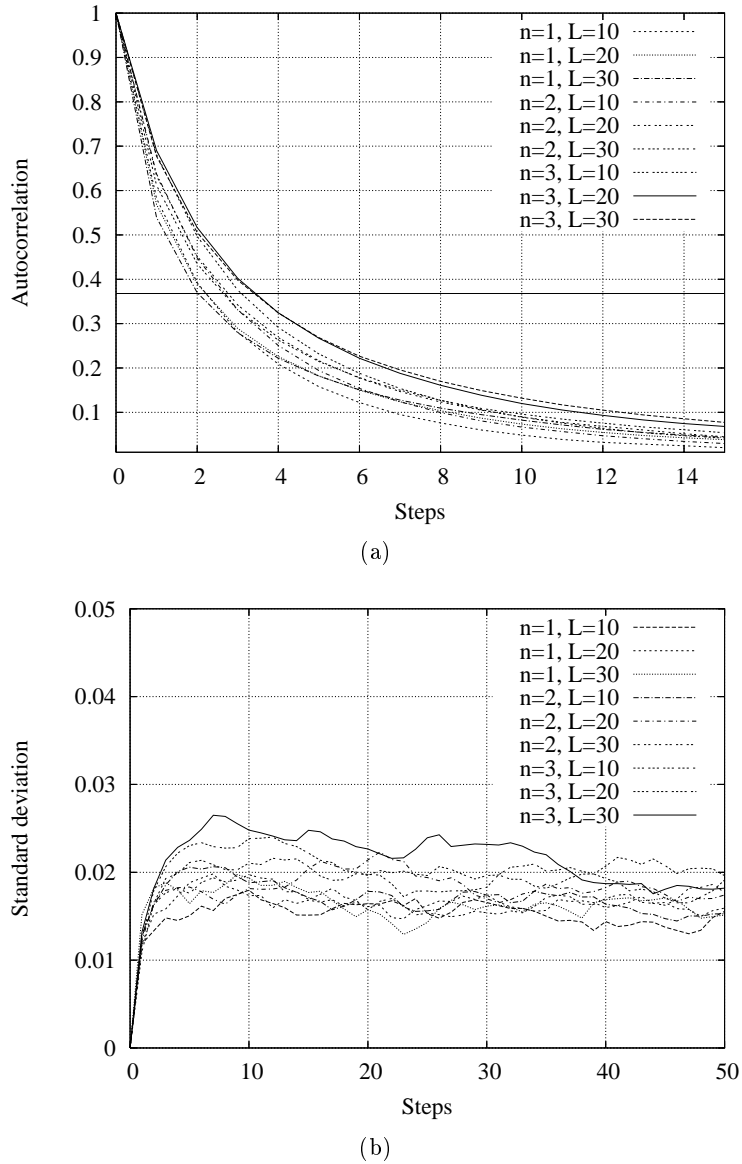 1
0.9
0.8
0.7
0.6
0.5
0.4
0.3
0.2
0.1
0 2 4 6 8 10 12 14
Autocorrelation
Steps
n=1, L=10
n=1, L=20
n=1, L=30
n=2, L=10
n=2, L=20
n=2, L=30
n=3, L=10
n=3, L=20
n=3, L=30
(a)
0.05
0.04
0.03
0.02
0.01
0
0 10 20 30 40 50
Standard deviation
Steps
n=1, L=10
n=1, L=20
n=1, L=30
n=2, L=10
n=2, L=20
n=2, L=30
n=3, L=10
n=3, L=20
n=3, L=30
(b)